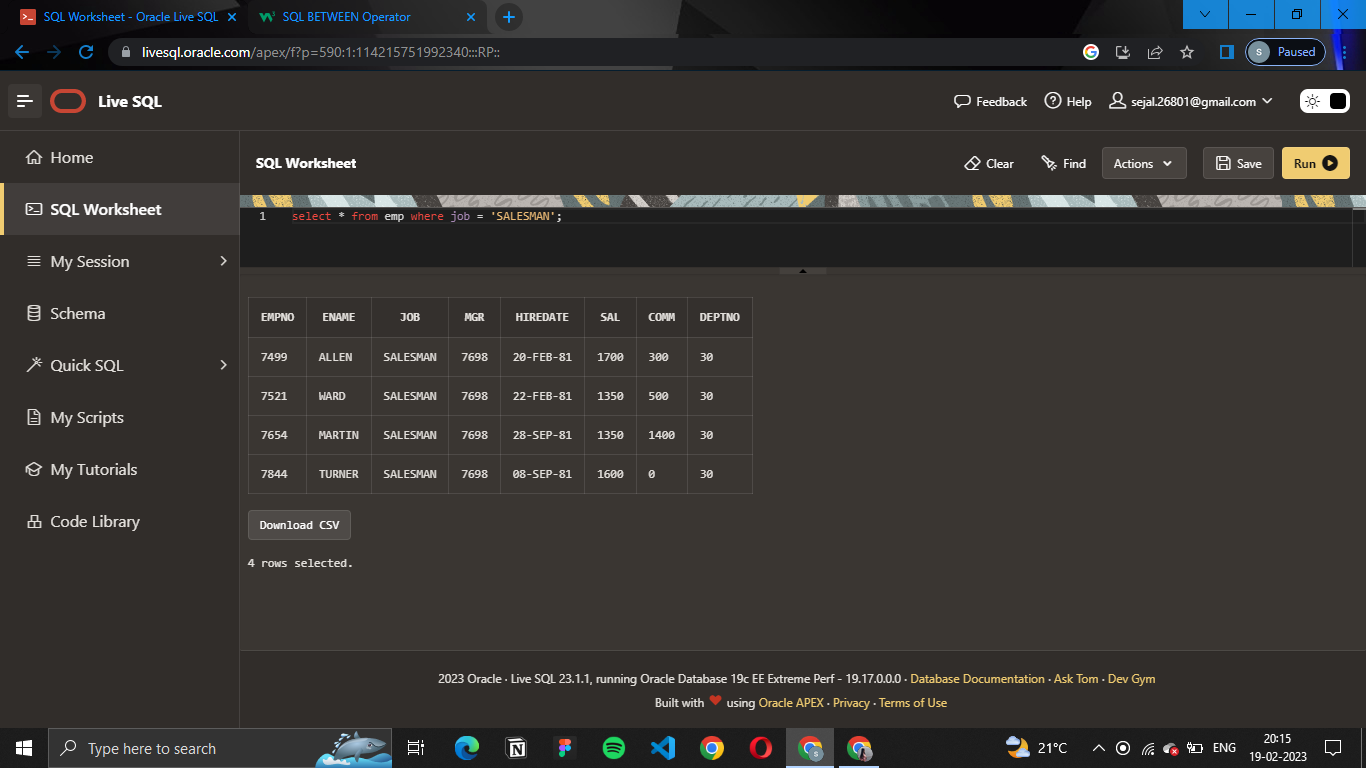 SQL Worksheet - Oracle Live SQL
SQL BETWEEN Operator
livesql.oracle.com/apex/f?p=590:1:114215751992340:::RP::
S Paused
Live SQL
Feedback
Help
sejal.26801@gmail.com
Home
SQL Worksheet
My Session
Schema
Quick SQL
My Scripts
My Tutorials
Code Library
SQL Worksheet
Clear
Find
Actions
Save
Run
1 select * from emp where job = 'SALESMAN';
EMPNO ENAME JOB MGR HIREDATE SAL COMM DEPTNO
7499 ALLEN SALESMAN 7698 20-FEB-81 1700 300 30
7521 WARD SALESMAN 7698 22-FEB-81 1350 500 30
7654 MARTIN SALESMAN 7698 28-SEP-81 1350 1400 30
7844 TURNER SALESMAN 7698 08-SEP-81 1600 0 30
Download CSV
4 rows selected.
2023 Oracle · Live SQL 23.1.1, running Oracle Database 19c EE Extreme Perf - 19.17.0.0.0 · Database Documentation · Ask Tom · Dev Gym
Built with ❤ using Oracle APEX · Privacy · Terms of Use
Type here to search
21°C
ENG
20:15
19-02-2023